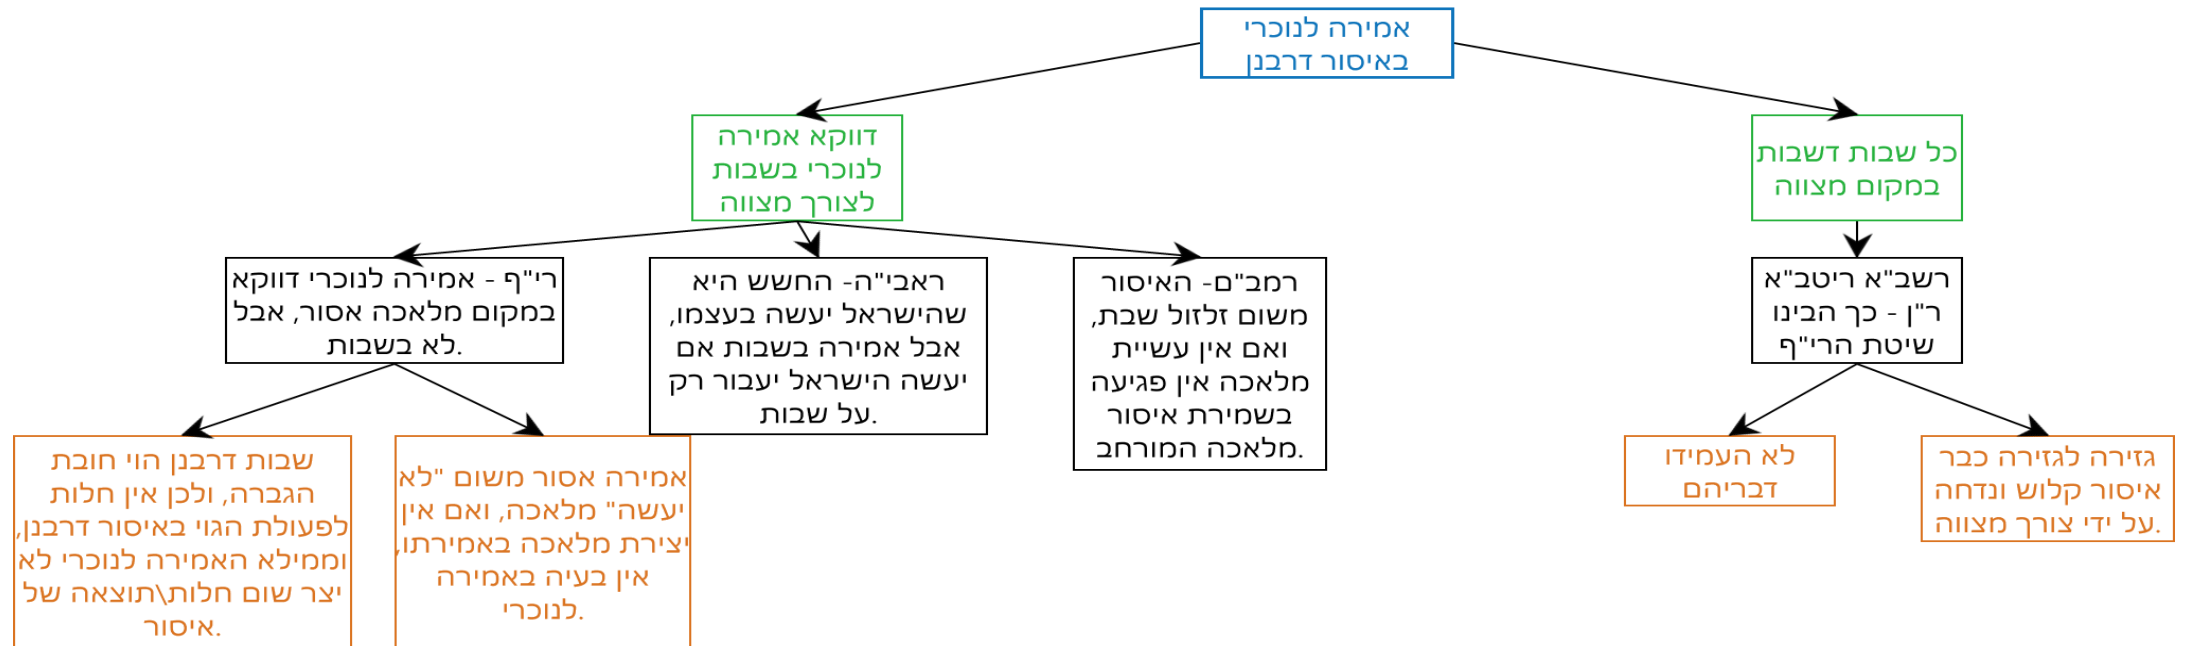 אמירה לנוכרי
באיסור דרבנן
כל שבות דשבות
במקום מצווה
דווקא אמירה
לנוכרי בשבות
לצורך מצווה
רשב"א ריטב"א
ר"ן - כך הבינו
שיטת הרי"ף
רמב"ם- האיסור
משום זלזול שבת,
ואם אין עשיית
מלאכה אין פגיעה
בשמירת איסור
מלאכה המורחב.
ראבי"ה- החשש היא
שהישראל יעשה בעצמו,
אבל אמירה בשבות אם
יעשה הישראל יעבור רק
על שבות.
רי"ף - אמירה לנוכרי דווקא
במקום מלאכה אסור, אבל
לא בשבות.
גזירה לגזירה כבר
איסור קלוש ונדחה
על ידי צורך מצווה.
לא העמידו
דבריהם
אמירה אסור משום "לא
יעשה" מלאכה, ואם אין
יצירת מלאכה באמירתו,
אין בעיה באמירה
לנוכרי.
שבות דרבנן הוי חובת
הגברה, ולכן אין חלות
לפעולת הגוי באיסור דרבנן,
וממילא האמירה לנוכרי לא
יצר שום חלות\תוצאה של
איסור.